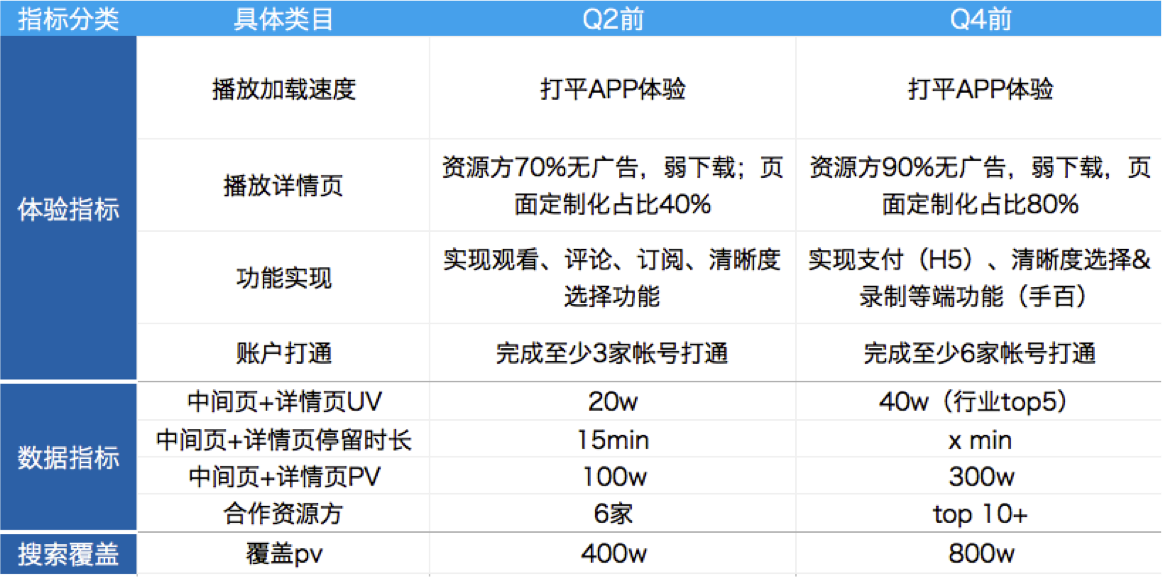 指标分类 具体类目 Q2前 Q4前
体验指标
播放加载速度 打平APP体验 打平APP体验
播放详情页
资源方70%无广告，弱下载；页
面定制化占比40%
资源方90%无广告，弱下载，页
面定制化占比80%
功能实现
实现观看、评论、订阅、清晰度
选择功能
实现支付（H5）、清晰度选择&
录制等端功能（手百）
账户打通 完成至少3家帐号打通 完成至少6家帐号打通
数据指标
中间页+详情页UV 20w 40w（行业top5）
中间页+详情页停留时长 15min x min
中间页+详情页PV 100w 300w
合作资源方 6家 top 10+
搜索覆盖 覆盖pv 400w 800w